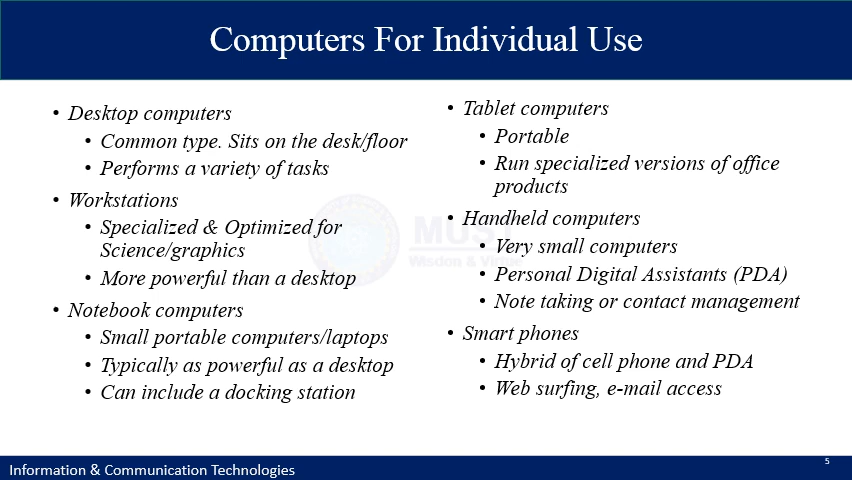 Computers For Individual Use
• Desktop computers
• Common type. Sits on the desk/floor
• Performs a variety of tasks
• Workstations
• Specialized & Optimized for
Science/graphics
• More powerful than a desktop
• Notebook computers
• Small portable computers/laptops
• Typically as powerful as a desktop
• Can include a docking station
• Tablet computers
• Portable
• Run specialized versions of office
products
• Handheld computers
• Very small computers
• Personal Digital Assistants (PDA)
• Note taking or contact management
• Smart phones
• Hybrid of cell phone and PDA
• Web surfing, e-mail access
MUST
Wisdom & Virtue
Information & Communication Technologies
5